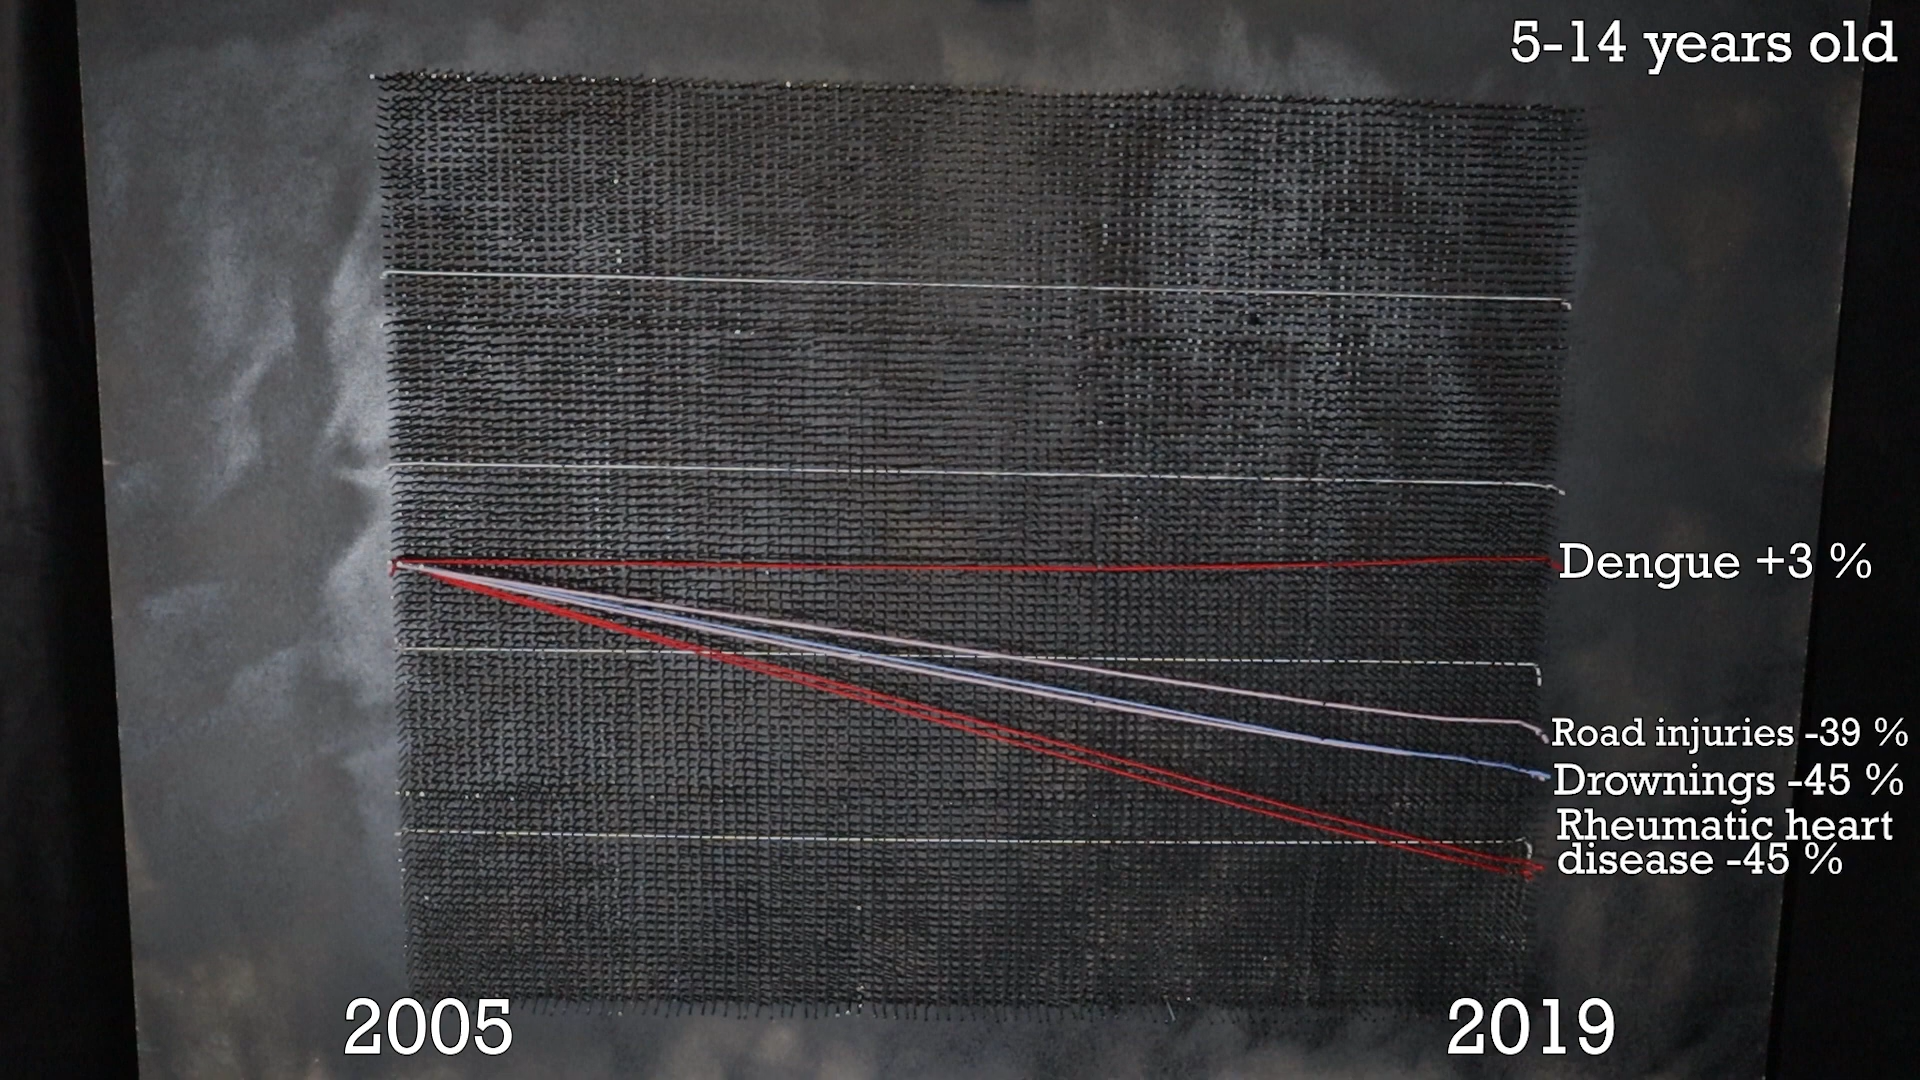 5-14 years old
Dengue +3 %
Road injuries -39 %
Drownings -45 %
Rheumatic heart
disease -45 %
2005
2019